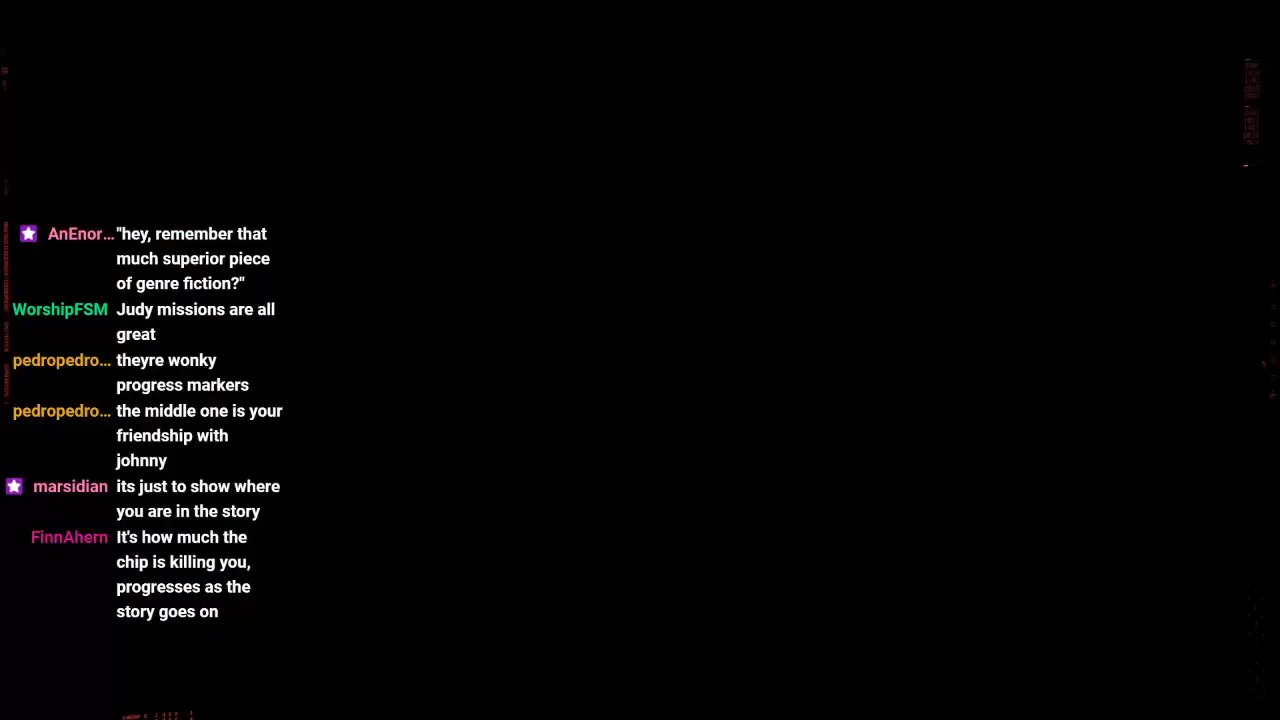 AnEnor… "hey, remember that
much superior piece
of genre fiction?"
WorshipFSM Judy missions are all
great
pedropedro… theyre wonky
progress markers
pedropedro… the middle one is your
friendship with
johnny
marsidian its just to show where
you are in the story
FinnAhern It's how much the
chip is killing you,
progresses as the
story goes on